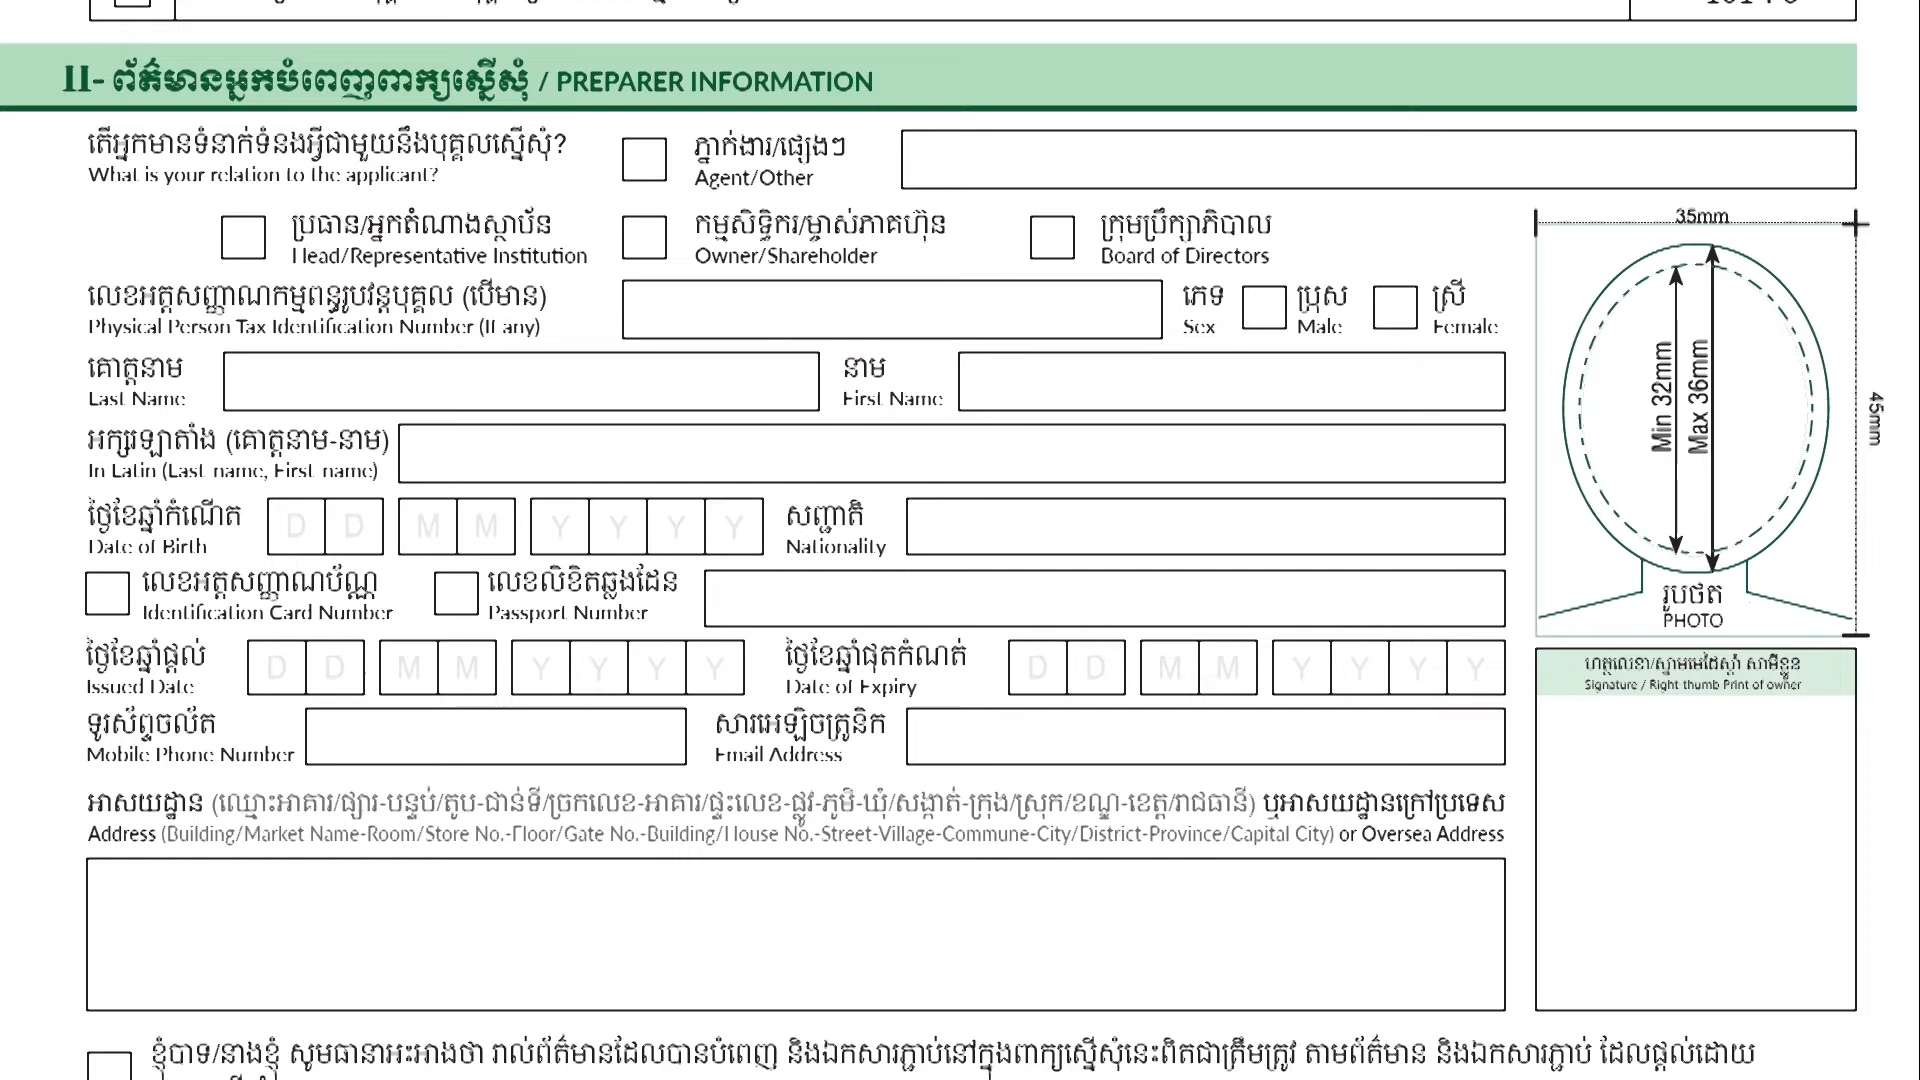 II- ព័ត៌មានអ្នកបំពេញពាក្យស្នើសុំ / PREPARER INFORMATION
តើអ្នកមានទំនាក់ទំនងអ្វីជាមួយនឹងបុគ្គលស្នើសុំ?
What is your relation to the applicant?
ភ្នាក់ងារ/ផ្សេងៗ
Agent/Other
ប្រធាន/អ្នកតំណាងស្ថាប័ន
Head/Representative Institution
កម្មសិទ្ធិករ/ម្ចាស់ភាគហ៊ុន
Owner/Shareholder
ក្រុមប្រឹក្សាភិបាល
Board of Directors
35mm
លេខអត្តសញ្ញាណកម្មពន្ធរូបវន្តបុគ្គល (បើមាន)
Physical Person Tax Identification Number (If any)
ភេទ
Sex
ប្រុស
Male
ស្រី
Female
គោត្តនាម
Last Name
នាម
First Name
Min 32mm
Max 36mm
45mm
អក្សរឡាតាំង (គោត្តនាម-នាម)
In Latin (Last name, First name)
ថ្ងៃខែឆ្នាំកំណើត
Date of Birth
D D M M Y Y Y Y
សញ្ជាតិ
Nationality
លេខអត្តសញ្ញាណប័ណ្ណ
Identification Card Number
លេខលិខិតឆ្លងដែន
Passport Number
រូបថត
PHOTO
ថ្ងៃខែឆ្នាំផ្តល់
Issued Date
D D M M Y Y Y Y
ថ្ងៃខែឆ្នាំផុតកំណត់
Date of Expiry
D D M M Y Y Y Y
ហត្ថលេខា/ស្នាមមេដៃស្តាំ សាមីខ្លួន
Signature / Right thumb Print of owner
ទូរស័ព្ទចល័ត
Mobile Phone Number
សារអេឡិចត្រូនិក
Email Address
អាសយដ្ឋាន (ឈ្មោះអាគារ/ផ្សារ-បន្ទប់/តូប-ជាន់ទី/ច្រកលេខ-អាគារ/ផ្ទះលេខ-ផ្លូវ-ភូមិ-ឃុំ/សង្កាត់-ក្រុង/ស្រុក/ខណ្ឌ-ខេត្ត/រាជធានី) ឬអាសយដ្ឋានក្រៅប្រទេស
Address (Building/Market Name-Room/Store No.-Floor/Gate No.-Building/House No.-Street-Village-Commune-City/District-Province/Capital City) or Oversea Address
ខ្ញុំបាទ/នាងខ្ញុំ សូមធានាអះអាងថា រាល់ព័ត៌មានដែលបានបំពេញ និងឯកសារភ្ជាប់នៅក្នុងពាក្យស្នើសុំនេះពិតជាត្រឹមត្រូវ តាមព័ត៌មាន និងឯកសារភ្ជាប់ ដែលផ្តល់ដោយ